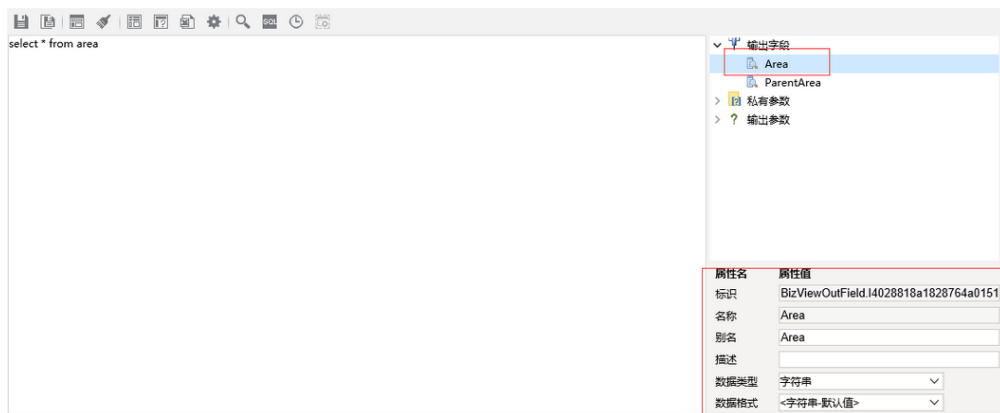 SQL
select * from area
输出字段
Area
ParentArea
私有参数
输出参数
属性名 属性值
标识 BizViewOutField.I4028818a1828764a0151
名称 Area
别名 Area
描述
数据类型 字符串
数据格式 <字符串-默认值>